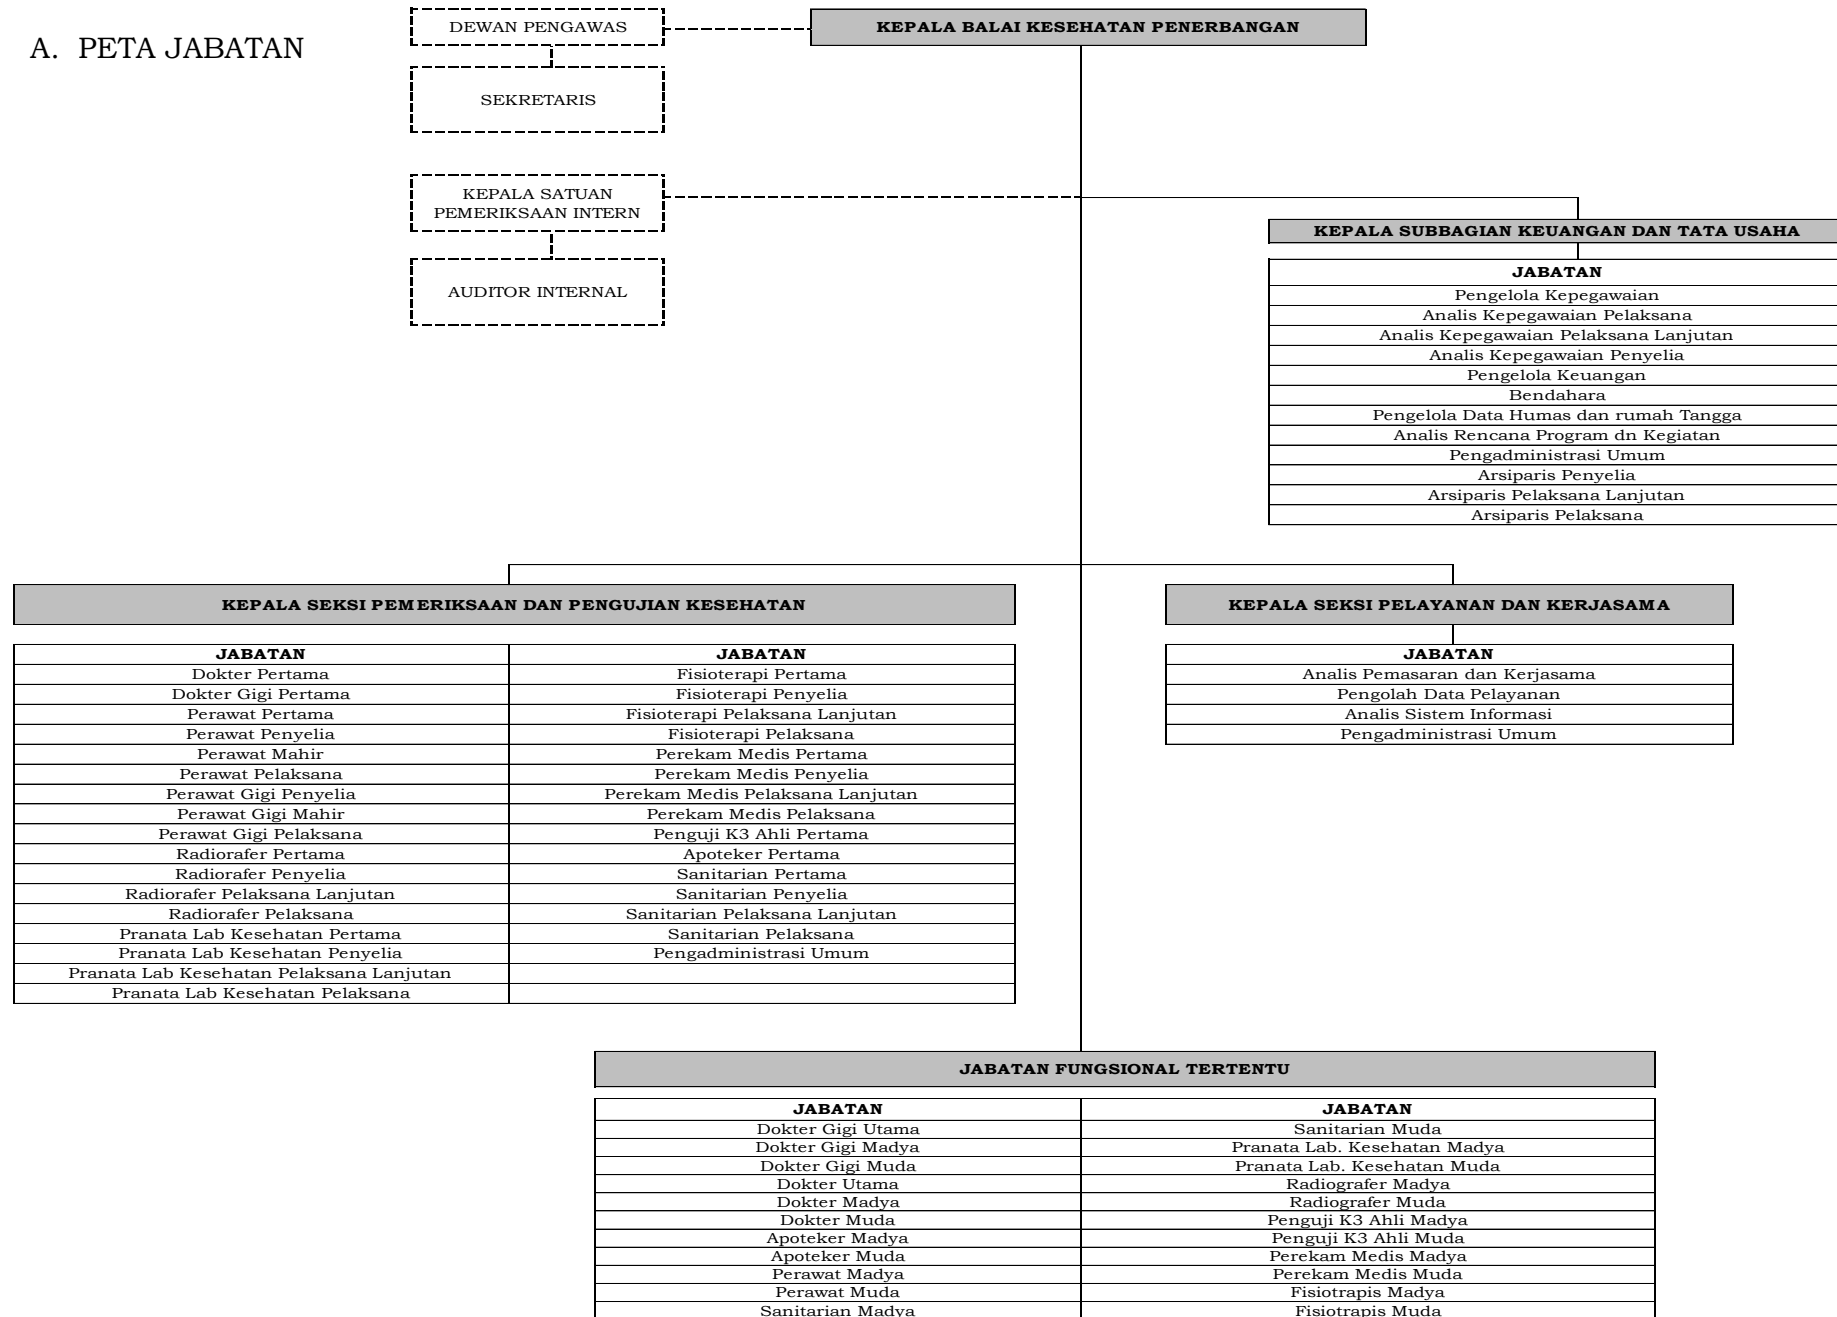 A. PETA JABATAN
DEWAN PENGAWAS
KEPALA BALAI KESEHATAN PENERBANGAN
SEKRETARIS
KEPALA SATUAN
PEMERIKSAAN INTERN
AUDITOR INTERNAL
KEPALA SUBBAGIAN KEUANGAN DAN TATA USAHA
JABATAN
Pengelola Kepegawaian
Analis Kepegawaian Pelaksana
Analis Kepegawaian Pelaksana Lanjutan
Analis Kepegawaian Penyelia
Pengelola Keuangan
Bendahara
Pengelola Data Humas dan rumah Tangga
Analis Rencana Program dn Kegiatan
Pengadministrasi Umum
Arsiparis Penyelia
Arsiparis Pelaksana Lanjutan
Arsiparis Pelaksana
KEPALA SEKSI PEMERIKSAAN DAN PENGUJIAN KESEHATAN
JABATAN
Dokter Pertama
Dokter Gigi Pertama
Perawat Pertama
Perawat Penyelia
Perawat Mahir
Perawat Pelaksana
Perawat Gigi Penyelia
Perawat Gigi Mahir
Perawat Gigi Pelaksana
Radiorafer Pertama
Radiorafer Penyelia
Radiorafer Pelaksana Lanjutan
Radiorafer Pelaksana
Pranata Lab Kesehatan Pertama
Pranata Lab Kesehatan Penyelia
Pranata Lab Kesehatan Pelaksana Lanjutan
Pranata Lab Kesehatan Pelaksana
JABATAN
Fisioterapi Pertama
Fisioterapi Penyelia
Fisioterapi Pelaksana Lanjutan
Fisioterapi Pelaksana
Perekam Medis Pertama
Perekam Medis Penyelia
Perekam Medis Pelaksana Lanjutan
Perekam Medis Pelaksana
Penguji K3 Ahli Pertama
Apoteker Pertama
Sanitarian Pertama
Sanitarian Penyelia
Sanitarian Pelaksana Lanjutan
Sanitarian Pelaksana
Pengadministrasi Umum
KEPALA SEKSI PELAYANAN DAN KERJASAMA
JABATAN
Analis Pemasaran dan Kerjasama
Pengolah Data Pelayanan
Analis Sistem Informasi
Pengadministrasi Umum
JABATAN FUNGSIONAL TERTENTU
JABATAN
Dokter Gigi Utama
Dokter Gigi Madya
Dokter Gigi Muda
Dokter Utama
Dokter Madya
Dokter Muda
Apoteker Madya
Apoteker Muda
Perawat Madya
Perawat Muda
Sanitarian Madya
JABATAN
Sanitarian Muda
Pranata Lab. Kesehatan Madya
Pranata Lab. Kesehatan Muda
Radiografer Madya
Radiografer Muda
Penguji K3 Ahli Madya
Penguji K3 Ahli Muda
Perekam Medis Madya
Perekam Medis Muda
Fisiotrapis Madya
Fisiotrapis Muda